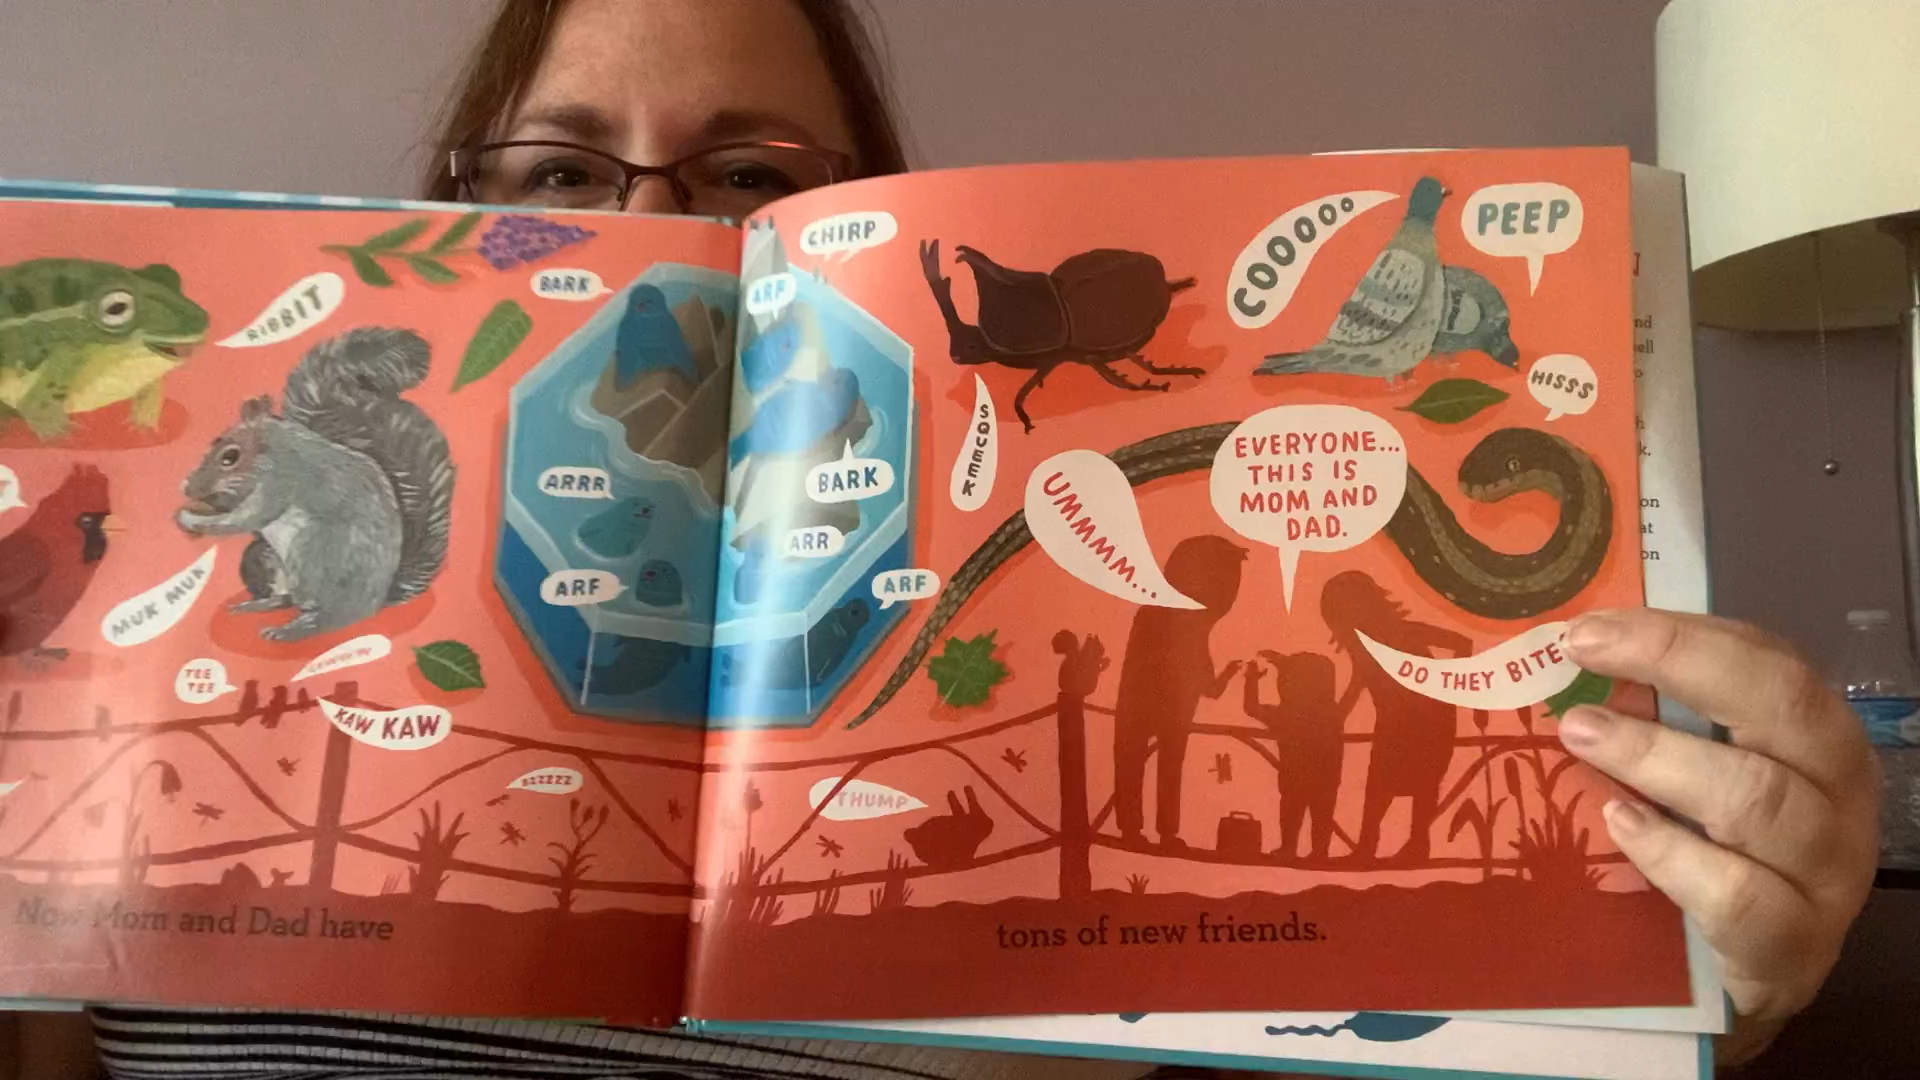 RIBBIT
BARK
CHIRP
ARF
COOOOO
PEEP
HISSS
SQUEEK
EVERYONE...
THIS IS
MOM AND
DAD.
UMMMM...
ARRR
BARK
ARR
ARF
ARF
MUK MUK
TEE
TEE
KAW KAW
DO THEY BITE
BZZZZZ
THUMP
Now Mom and Dad have
tons of new friends.